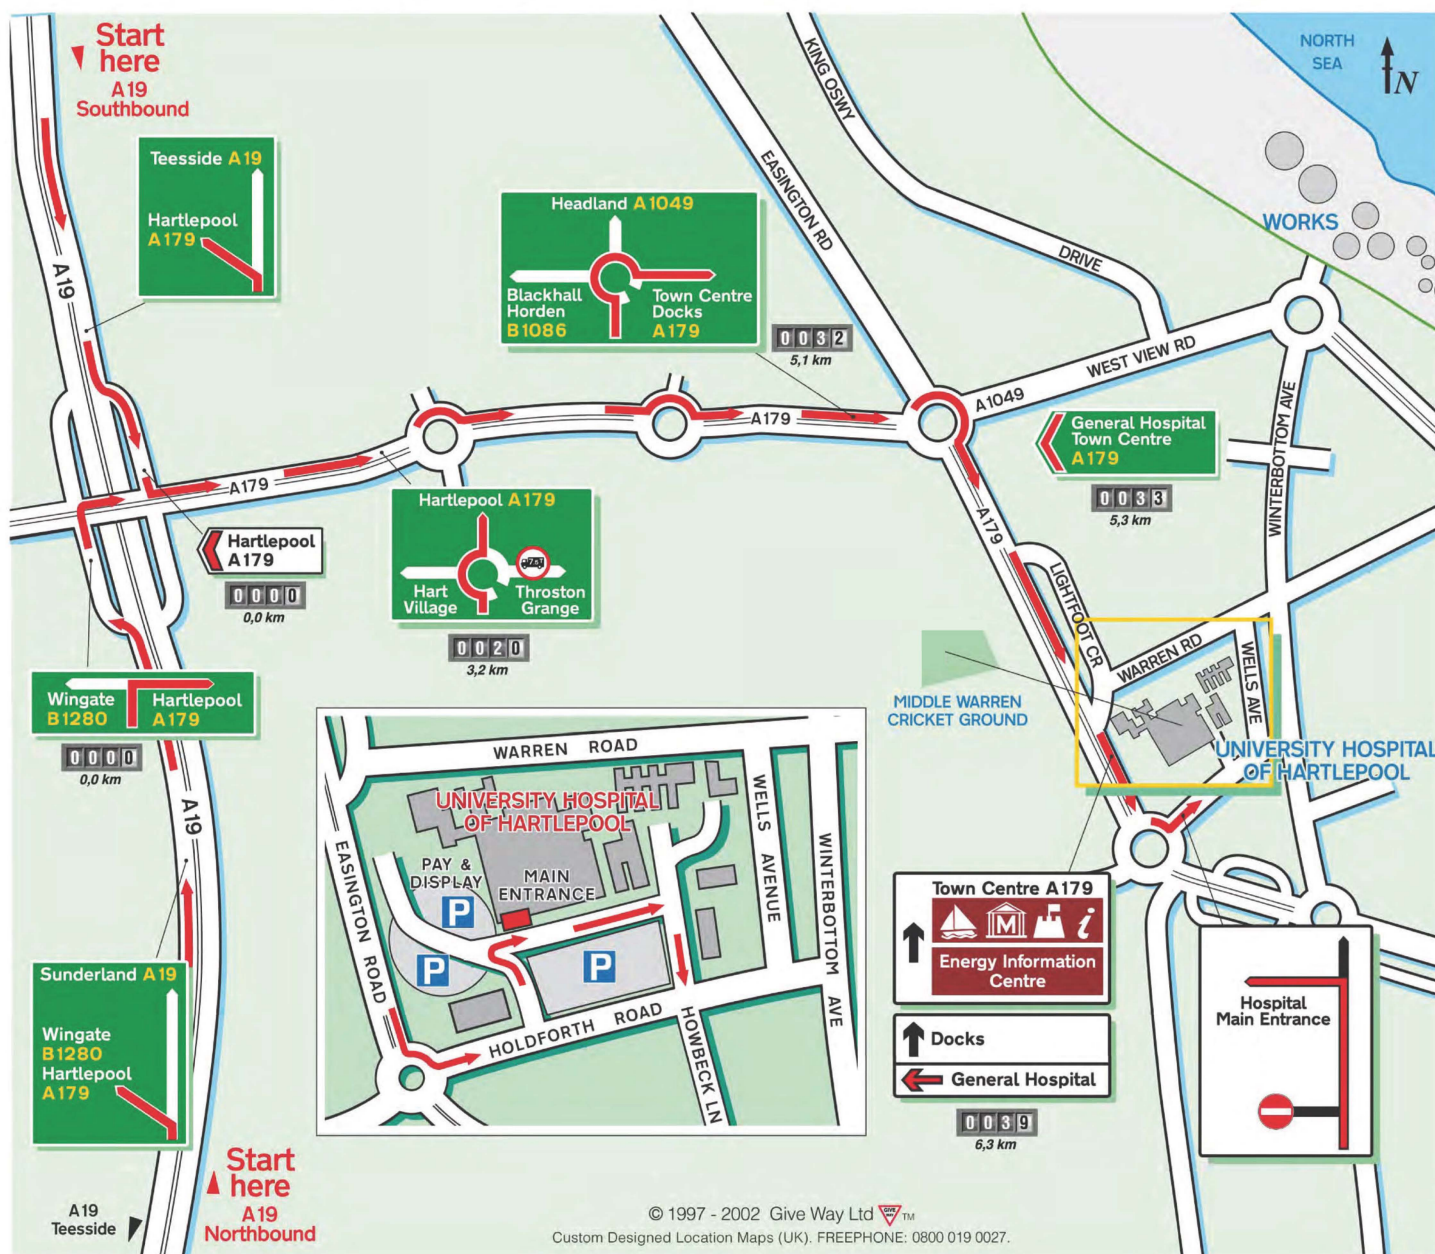 Start
here
A19
Southbound
Teesside A19
Hartlepool
A179
A19
KING OSWY
DRIVE
EASINGTON RD
NORTH
SEA
N
WORKS
Headland A1049
Blackhall
Horden
B1086
Town Centre
Docks
A179
0032
5,1 km
A1049
WEST VIEW RD
WINTERBOTTOM AVE
General Hospital
Town Centre
A179
0033
5,3 km
A179
A179
A179
Hartlepool
A179
0000
0,0 km
Hartlepool A179
Hart
Village
Throston
Grange
0020
3,2 km
LIGHTFOOT CR
WARREN RD
WELLS AVE
MIDDLE WARREN
CRICKET GROUND
UNIVERSITY HOSPITAL
OF HARTLEPOOL
Wingate
B1280
Hartlepool
A179
0000
0,0 km
A19
WARREN ROAD
UNIVERSITY HOSPITAL
OF HARTLEPOOL
PAY &
DISPLAY
P
P
MAIN
ENTRANCE
P
EASINGTON ROAD
WELLS AVENUE
WINTERBOTTOM AVE
HOLDFORTH ROAD
HOWBECK LN
Town Centre A179
M
i
Energy Information
Centre
Docks
General Hospital
0039
6,3 km
Hospital
Main Entrance
Sunderland A19
Wingate
B1280
Hartlepool
A179
Start
here
A19
Northbound
A19
Teesside
© 1997 - 2002 Give Way Ltd GIVE WAY TM
Custom Designed Location Maps (UK). FREEPHONE: 0800 019 0027.